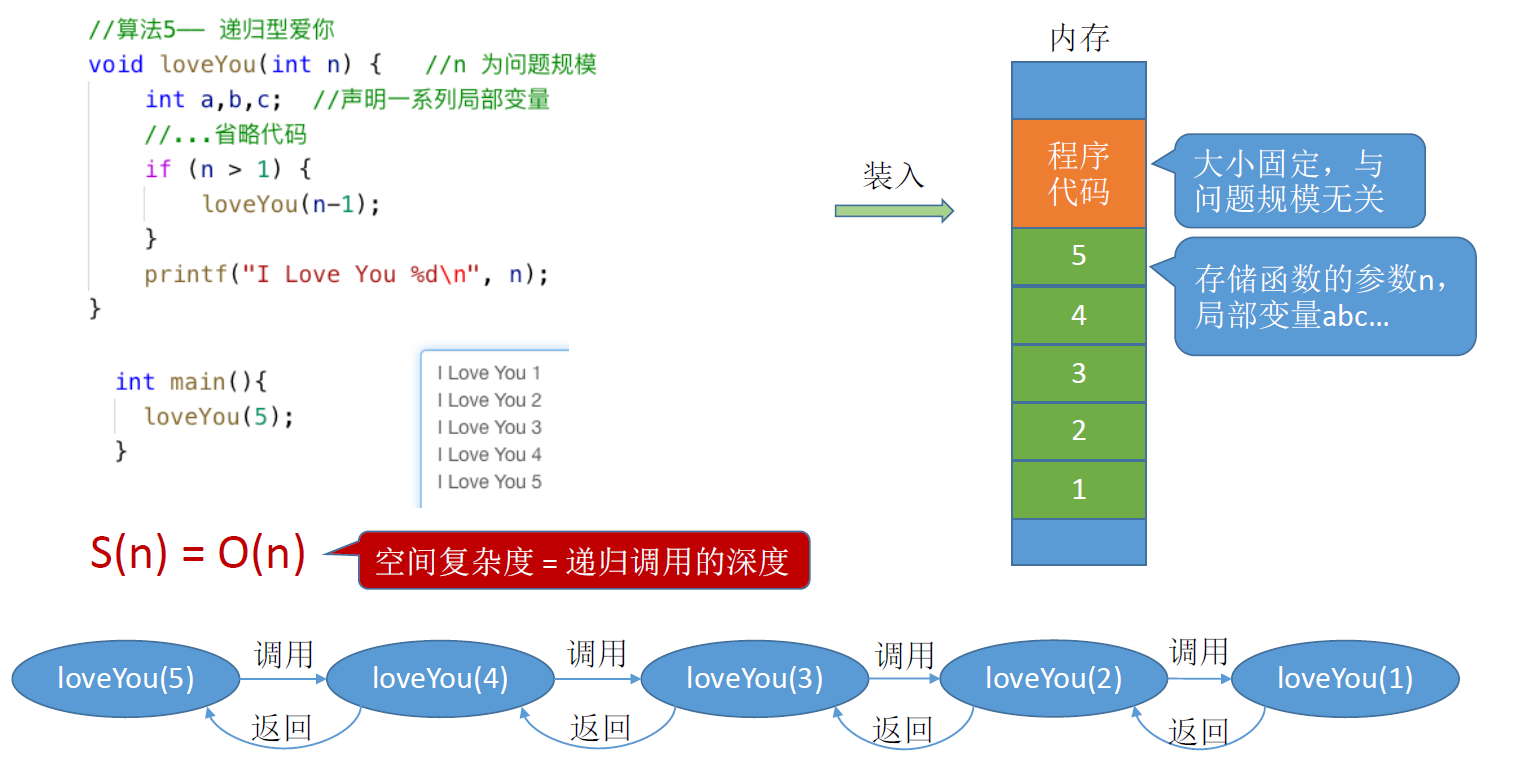 //算法5—— 递归型爱你
void loveYou(int n) {   //n 为问题规模
    int a,b,c;  //声明一系列局部变量
    //...省略代码
    if (n > 1) {
        loveYou(n-1);
    }
    printf("I Love You %d\n", n);
}
int main(){
  loveYou(5);
}
I Love You 1
I Love You 2
I Love You 3
I Love You 4
I Love You 5
装入
内存
程序
代码
5
4
3
2
1
大小固定，与
问题规模无关
存储函数的参数n，
局部变量abc…
S(n) = O(n)
空间复杂度 = 递归调用的深度
loveYou(5)
调用
返回
loveYou(4)
调用
返回
loveYou(3)
调用
返回
loveYou(2)
调用
返回
loveYou(1)